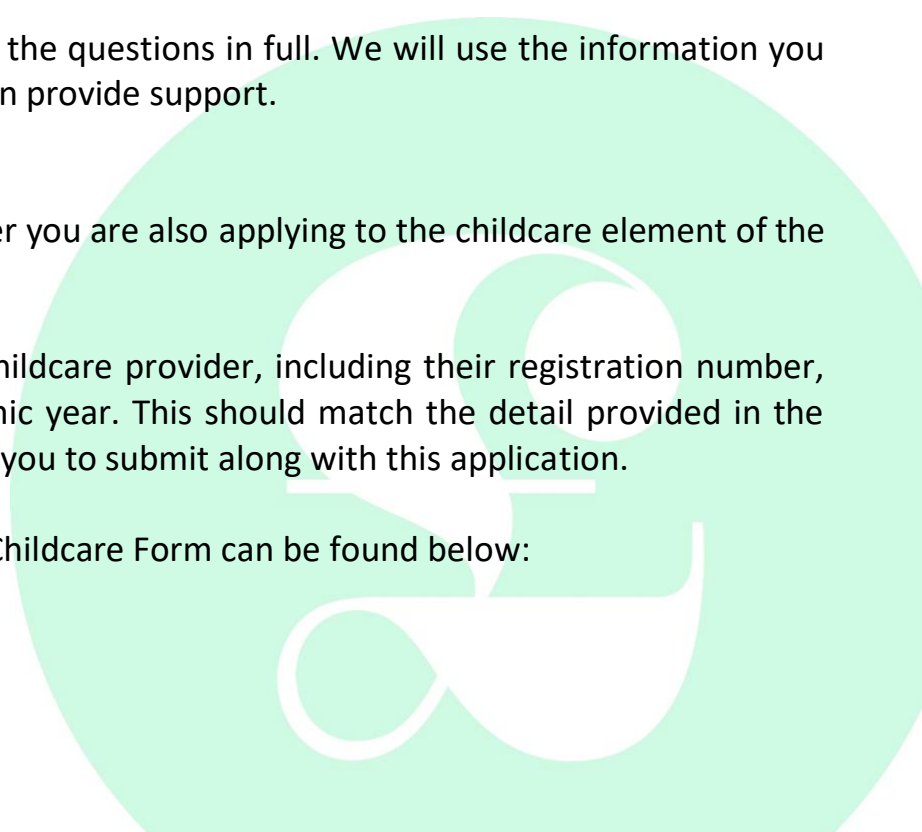 the questions in full. We will use the information you
n provide support.
er you are also applying to the childcare element of the
hildcare provider, including their registration number,
nic year. This should match the detail provided in the
you to submit along with this application.
Childcare Form can be found below: